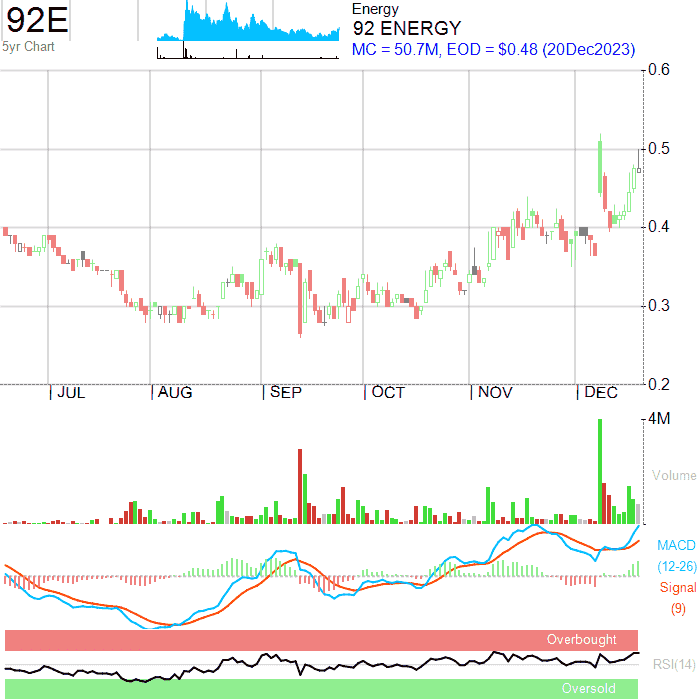 92E
5yr Chart
Energy
92 ENERGY
MC = 50.7M, EOD = $0.48 (20Dec2023)
0.6
0.5
0.4
0.3
0.2
JUL AUG SEP OCT NOV DEC
4M
Volume
MACD
(12-26)
Signal
(9)
Overbought
RSI(14)
Oversold